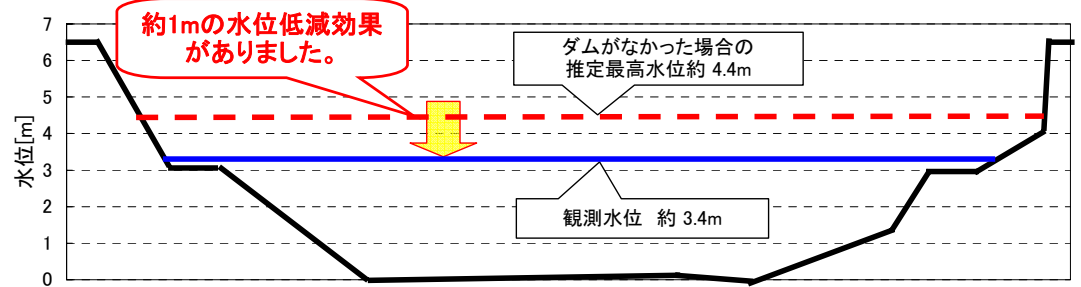 約1mの水位低減効果
がありました。
ダムがなかった場合の
推定最高水位約 4.4m
観測水位 約 3.4m
水位[m]
7
6
5
4
3
2
1
0